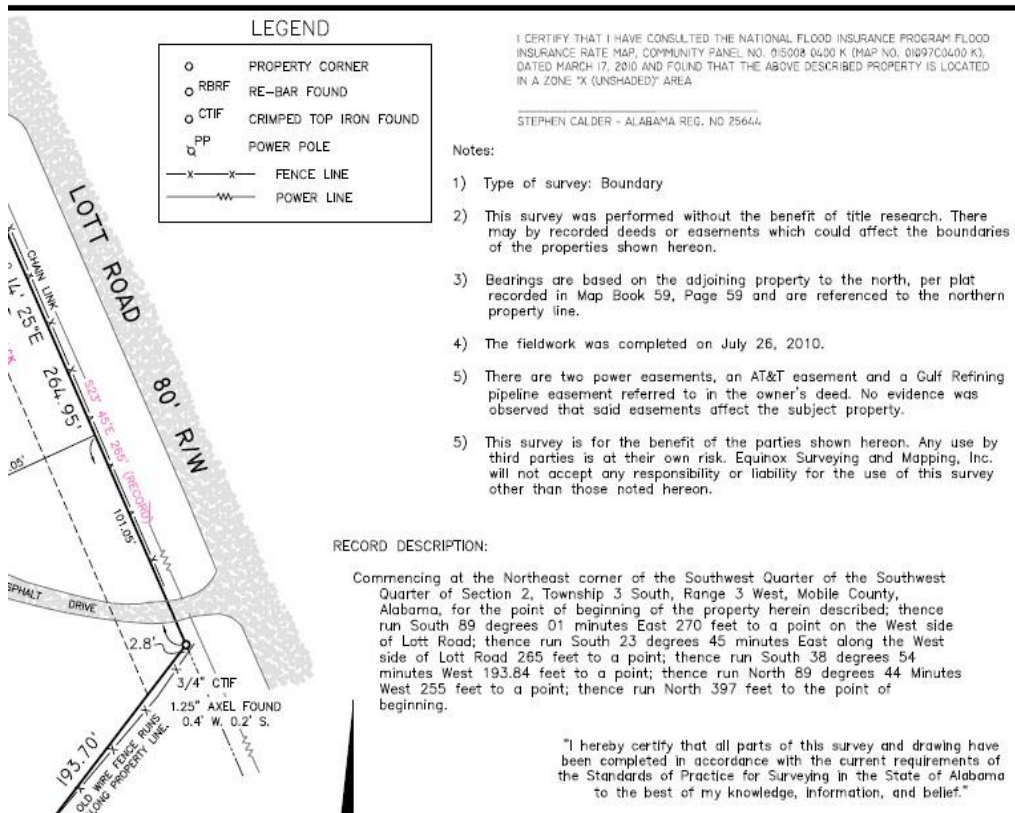 LEGEND
PROPERTY CORNER
RBRF RE-BAR FOUND
CTIF CRIMPED TOP IRON FOUND
PP POWER POLE
x x FENCE LINE
POWER LINE
I CERTIFY THAT I HAVE CONSULTED THE NATIONAL FLOOD INSURANCE PROGRAM FLOOD
INSURANCE RATE MAP, COMMUNITY PANEL NO. 015008 0400 K (MAP NO. 01097C0400 K),
DATED MARCH 17, 2010 AND FOUND THAT THE ABOVE DESCRIBED PROPERTY IS LOCATED
IN A ZONE "X (UNSHADED)" AREA
STEPHEN CALDER - ALABAMA REG. NO 25644
Notes:
1) Type of survey: Boundary
2) This survey was performed without the benefit of title research. There
may by recorded deeds or easements which could affect the boundaries
of the properties shown hereon.
3) Bearings are based on the adjoining property to the north, per plat
recorded in Map Book 59, Page 59 and are referenced to the northern
property line.
4) The fieldwork was completed on July 26, 2010.
5) There are two power easements, an AT&T easement and a Gulf Refining
pipeline easement referred to in the owner's deed. No evidence was
observed that said easements affect the subject property.
5) This survey is for the benefit of the parties shown hereon. Any use by
third parties is at their own risk. Equinox Surveying and Mapping, Inc.
will not accept any responsibility or liability for the use of this survey
other than those noted hereon.
RECORD DESCRIPTION:
Commencing at the Northeast corner of the Southwest Quarter of the Southwest
Quarter of Section 2, Township 3 South, Range 3 West, Mobile County,
Alabama, for the point of beginning of the property herein described; thence
run South 89 degrees 01 minutes East 270 feet to a point on the West side
of Lott Road; thence run South 23 degrees 45 minutes East along the West
side of Lott Road 265 feet to a point; thence run South 38 degrees 54
minutes West 193.84 feet to a point; thence run North 89 degrees 44 Minutes
West 255 feet to a point; thence run North 397 feet to the point of
beginning.
"I hereby certify that all parts of this survey and drawing have
been completed in accordance with the current requirements of
the Standards of Practice for Surveying in the State of Alabama
to the best of my knowledge, information, and belief."
LOTT ROAD 80' R/W
CHAIN LINK
14' 25"E 264.95'
S23° 45'E 265' (RECORD)
.05'
101.05'
SPHALT DRIVE
2.8'
3/4" CTIF
1.25" AXEL FOUND
0.4' W. 0.2' S.
193.70'
OLD WIRE FENCE RUNS
LONG PROPERTY LINE.